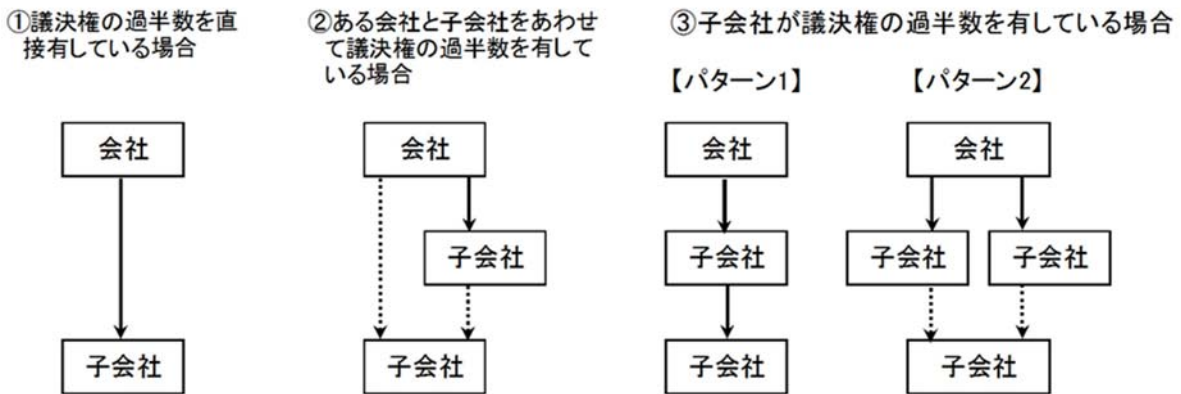 ①議決権の過半数を直
接有している場合
②ある会社と子会社をあわせ
て議決権の過半数を有して
いる場合
③子会社が議決権の過半数を有している場合
【パターン1】
【パターン2】
会社
子会社
会社
子会社
子会社
会社
子会社
子会社
会社
子会社
子会社
子会社